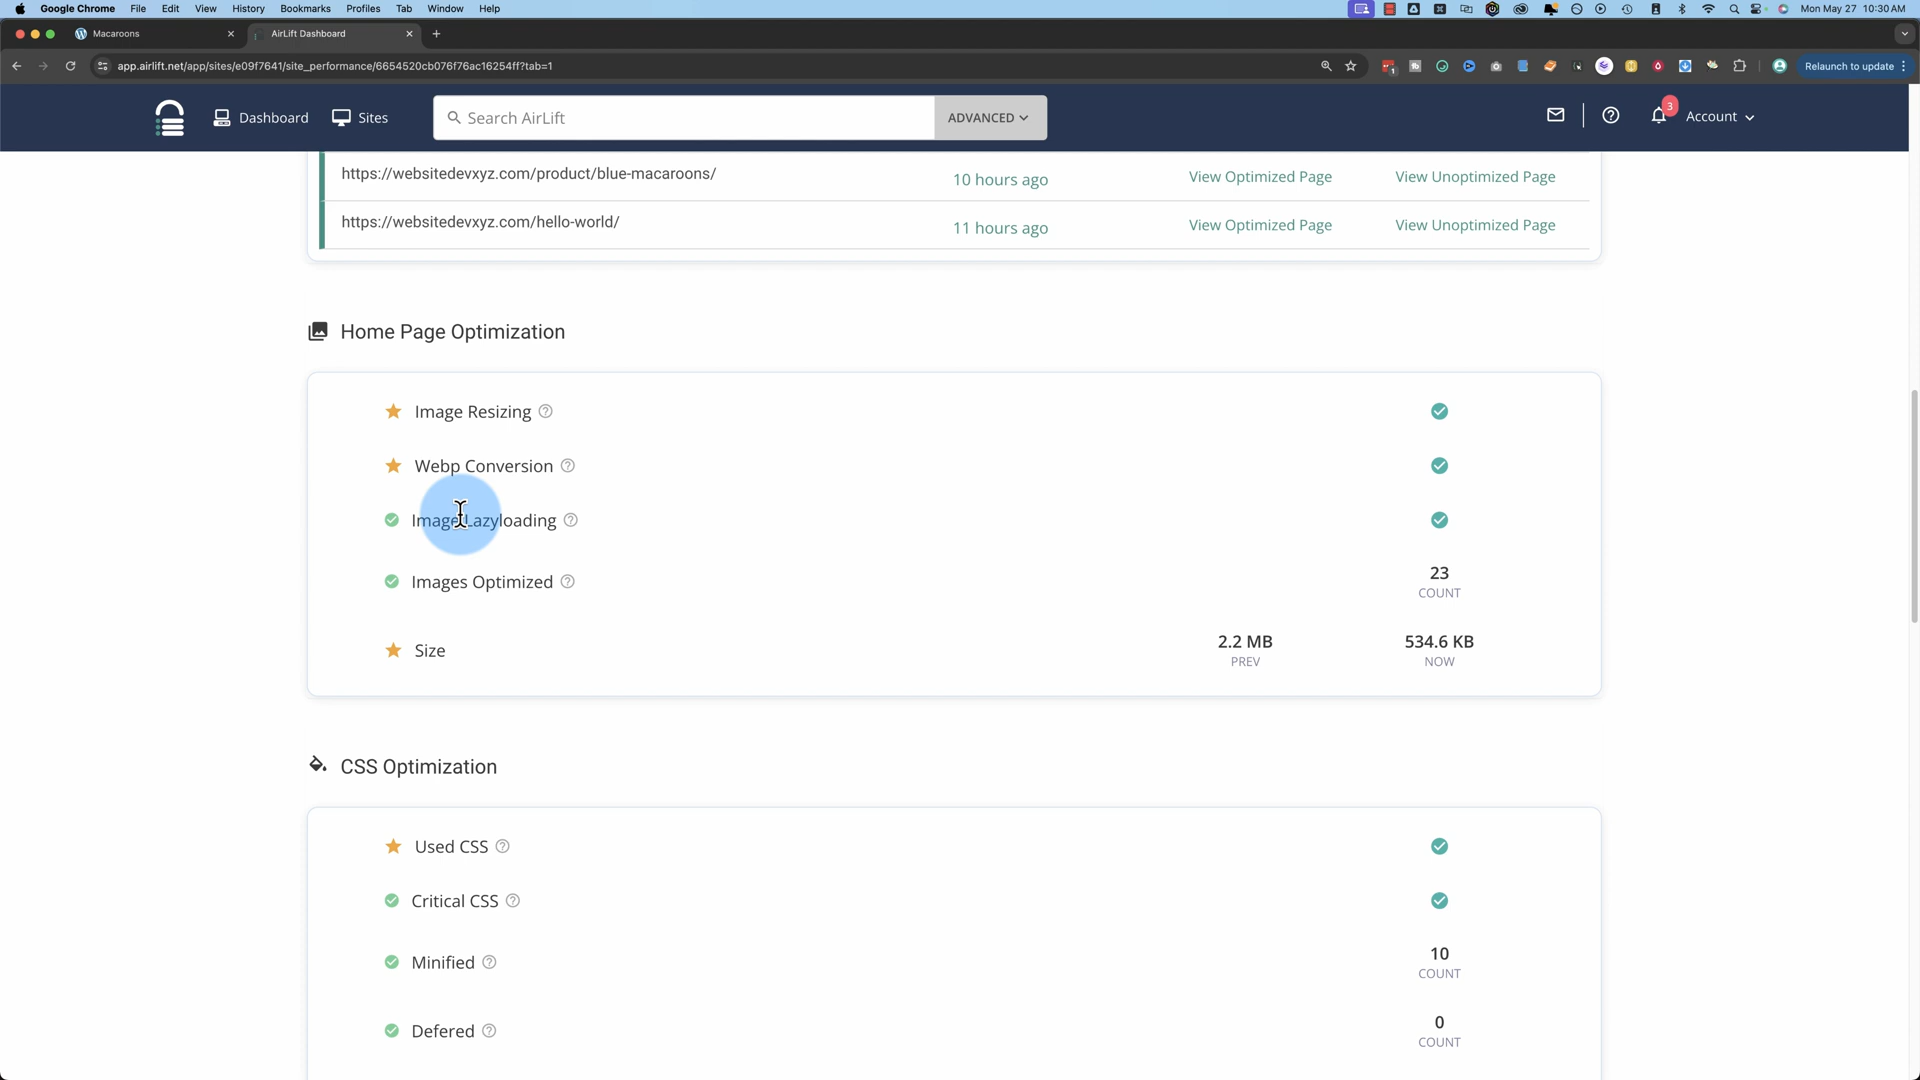 Google Chrome File Edit View History Bookmarks Profiles Tab Window Help Mon May 27 10:30 AM
Macaroons AirLift Dashboard
app.airlift.net/app/sites/e09f7641/site_performance/6654520cb076f76ac16254ff?tab=1 1 Relaunch to update
Dashboard Sites Search AirLift ADVANCED 3 Account
https://websitedevxyz.com/product/blue-macaroons/ 10 hours ago View Optimized Page View Unoptimized Page
https://websitedevxyz.com/hello-world/ 11 hours ago View Optimized Page View Unoptimized Page
Home Page Optimization
Image Resizing
Webp Conversion
Image Lazyloading
Images Optimized 23
COUNT
Size 2.2 MB 534.6 KB
PREV NOW
CSS Optimization
Used CSS
Critical CSS
Minified 10
COUNT
Defered 0
COUNT